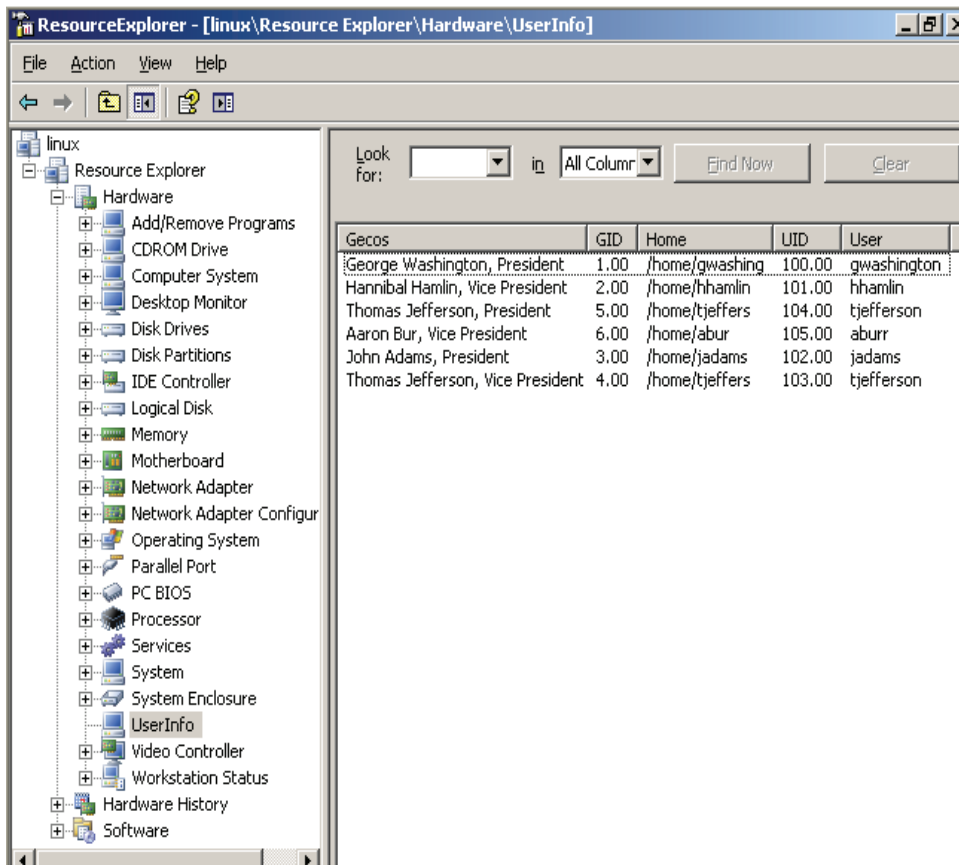 ResourceExplorer - [linux\Resource Explorer\Hardware\UserInfo]
File Action View Help
linux
Resource Explorer
Hardware
Add/Remove Programs
CDROM Drive
Computer System
Desktop Monitor
Disk Drives
Disk Partitions
IDE Controller
Logical Disk
Memory
Motherboard
Network Adapter
Network Adapter Configur
Operating System
Parallel Port
PC BIOS
Processor
Services
System
System Enclosure
UserInfo
Video Controller
Workstation Status
Hardware History
Software
Look for: in All Columr Find Now Clear
Gecos GID Home UID User
George Washington, President 1.00 /home/gwashing 100.00 gwashington
Hannibal Hamlin, Vice President 2.00 /home/hhamlin 101.00 hhamlin
Thomas Jefferson, President 5.00 /home/tjeffers 104.00 tjefferson
Aaron Bur, Vice President 6.00 /home/abur 105.00 aburr
John Adams, President 3.00 /home/jadams 102.00 jadams
Thomas Jefferson, Vice President 4.00 /home/tjeffers 103.00 tjefferson